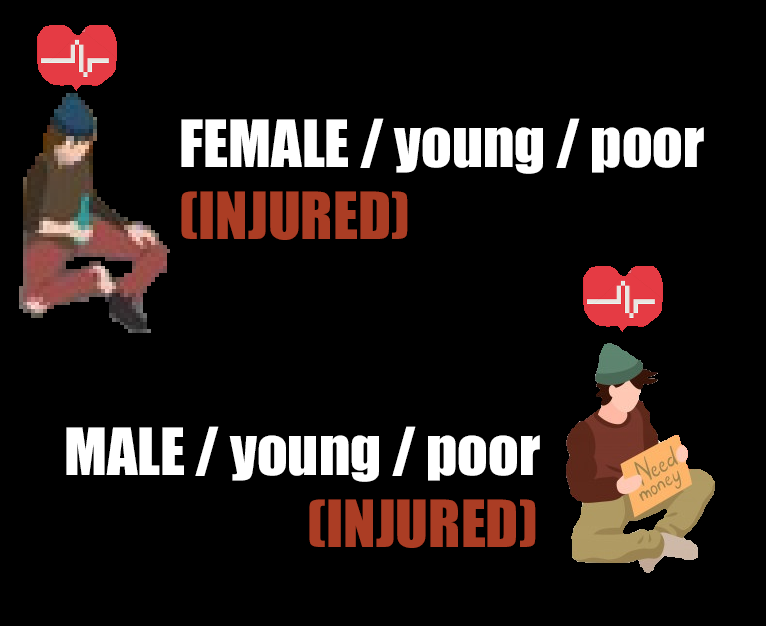 FEMALE / young / poor
(INJURED)
MALE / young / poor
(INJURED)
Need
money